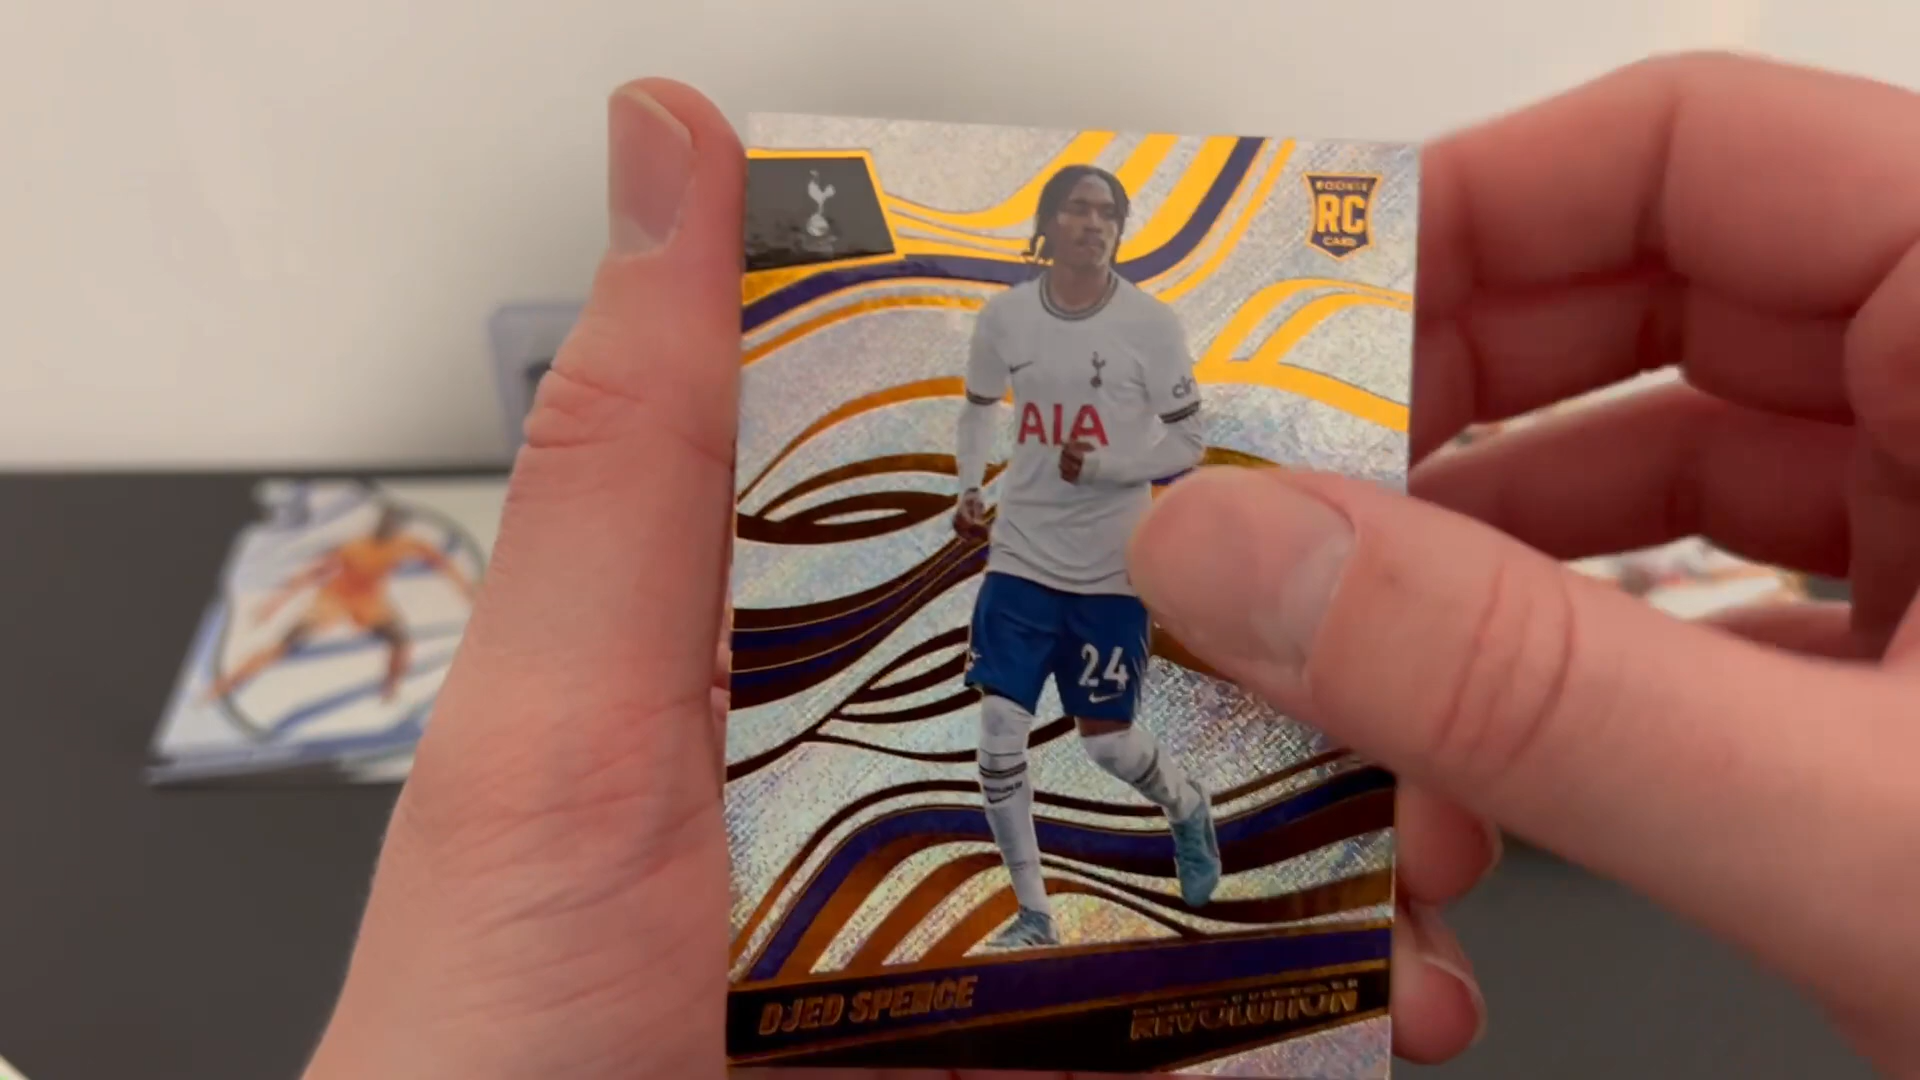 ROOKIE
RC
CARD
AIA
24
DJED SPENCE
REVOLUTION